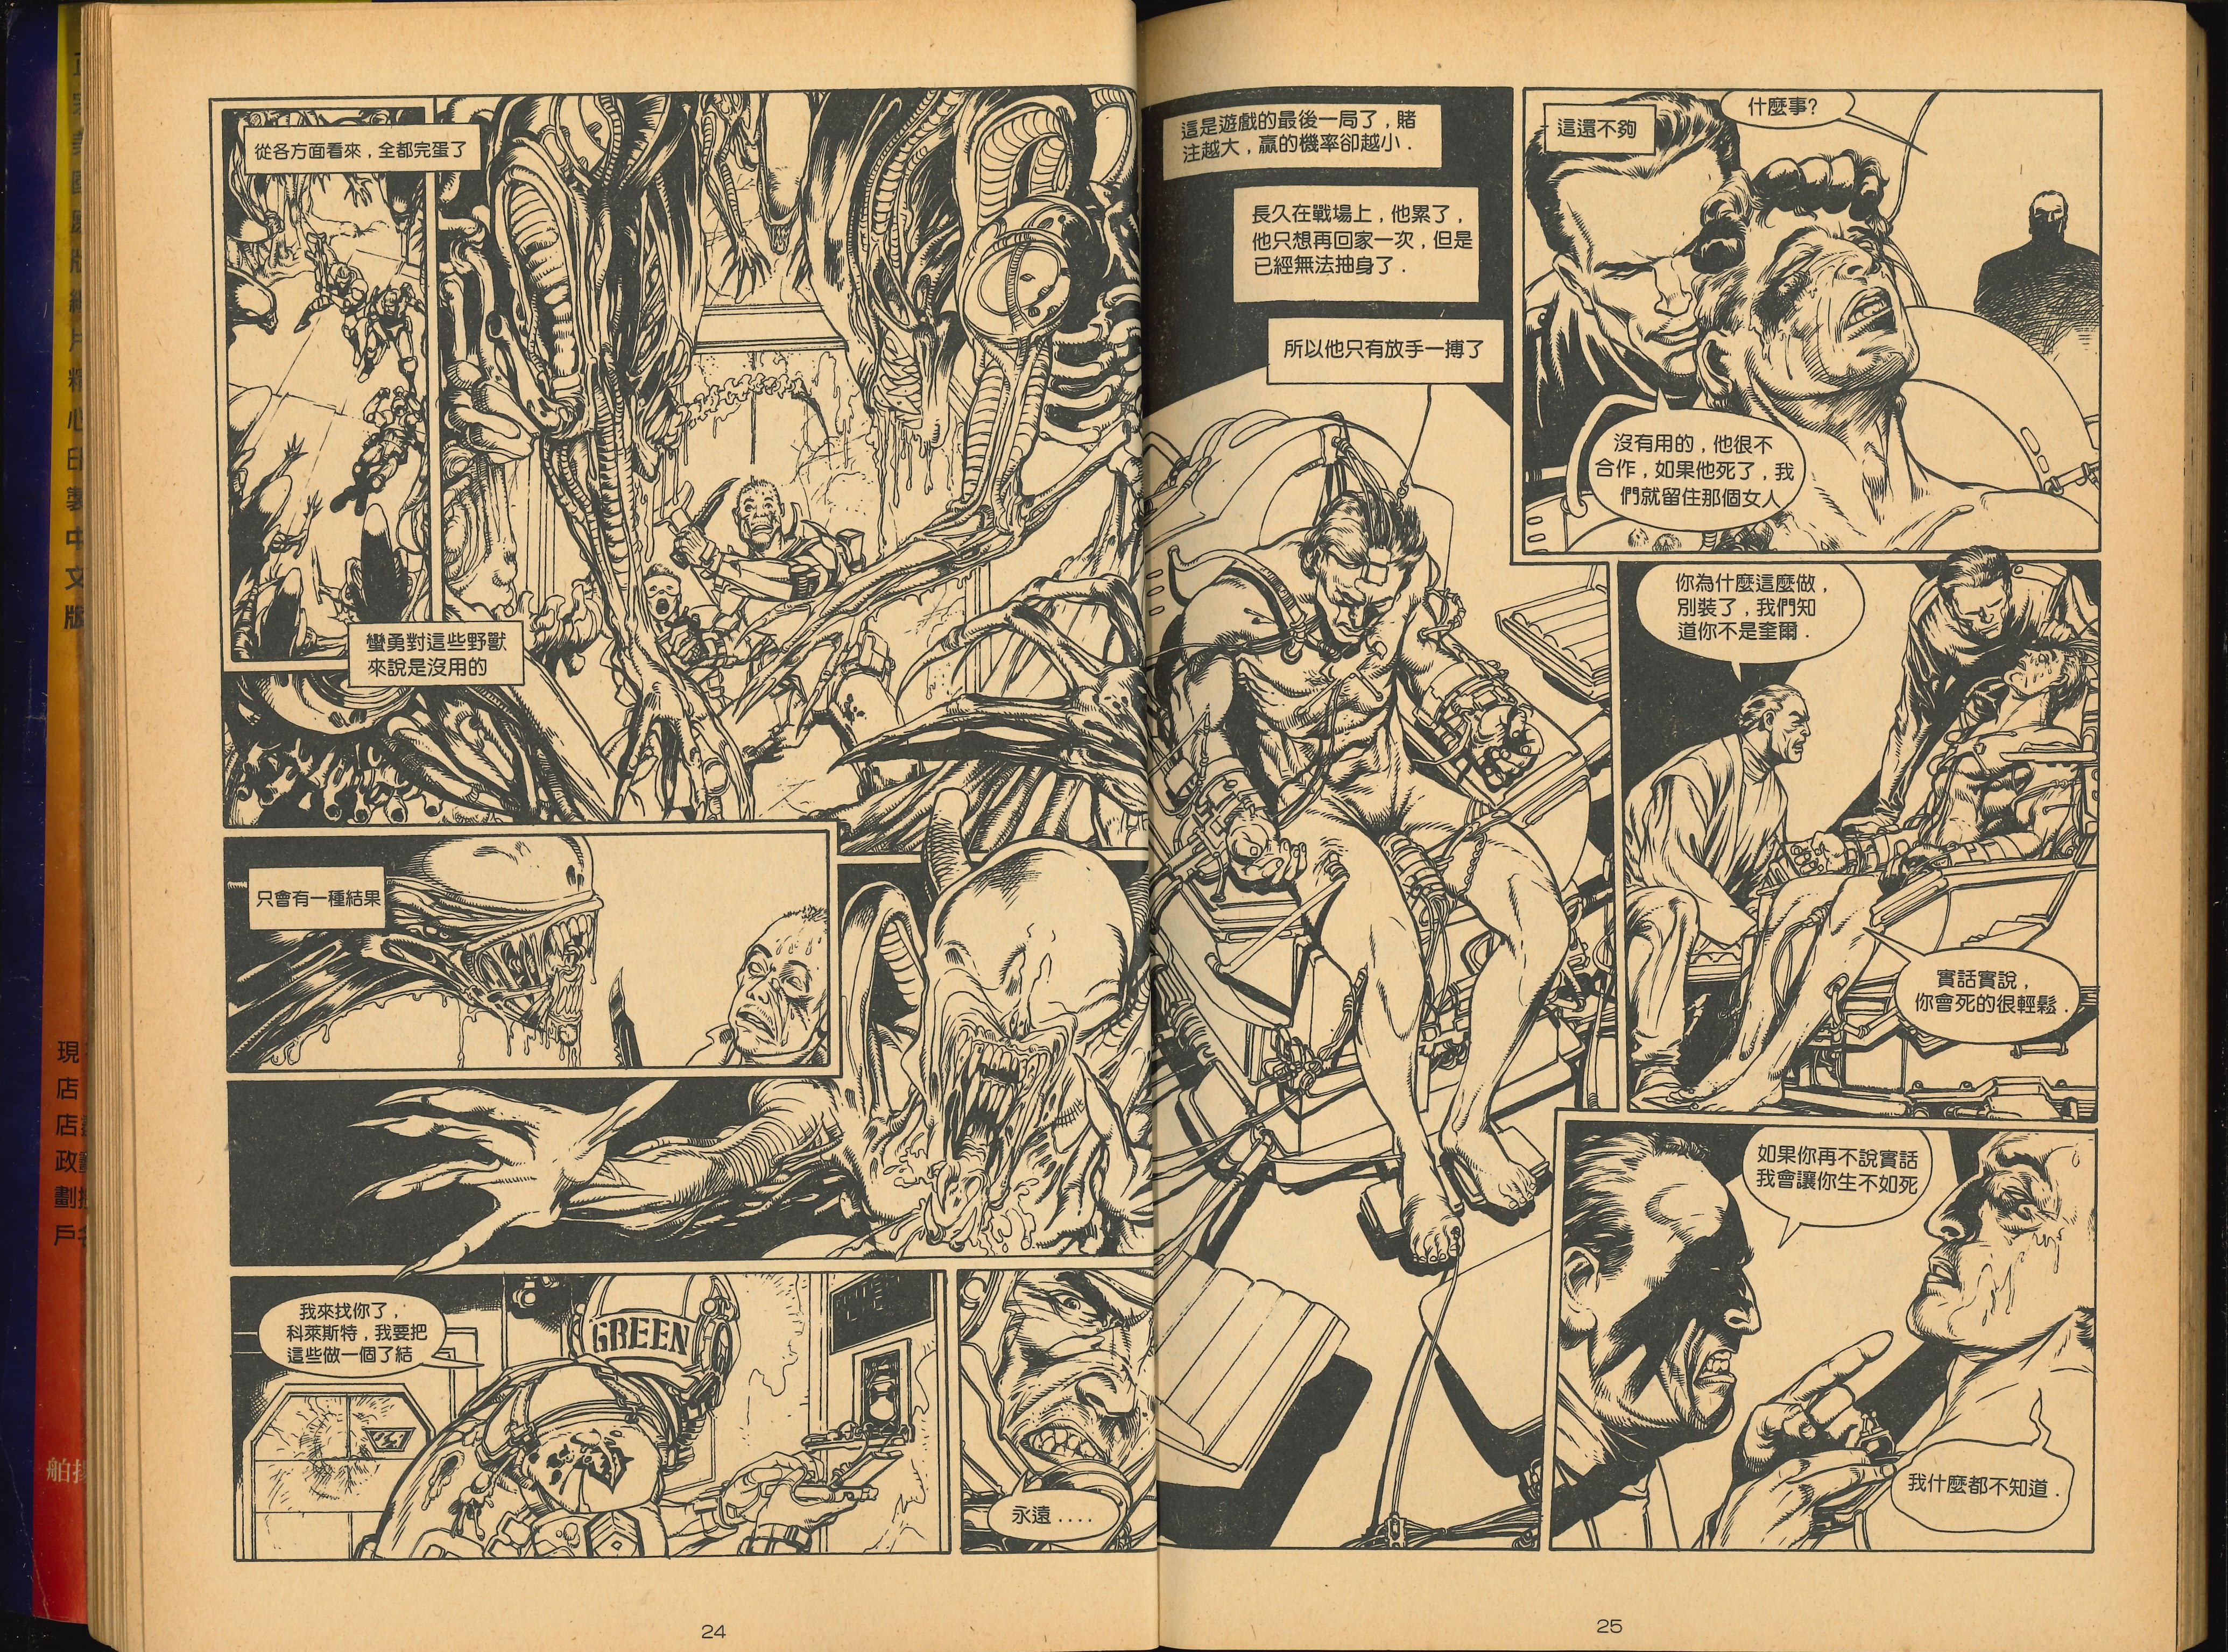 從各方面看來，全都完蛋了
蠻勇對這些野獸
來說是沒用的
只會有一種結果
我來找你了，
科萊斯特，我要把
這些做一個了結
GREEN
永遠....
24
這是遊戲的最後一局了，賭
注越大，贏的機率卻越小．
長久在戰場上，他累了，
他只想再回家一次，但是
已經無法抽身了．
所以他只有放手一搏了
這還不夠
什麼事?
沒有用的，他很不
合作，如果他死了，我
們就留住那個女人
你為什麼這麼做，
別裝了，我們知
道你不是奎爾．
實話實說，
你會死的很輕鬆．
如果你再不說實話
我會讓你生不如死
我什麼都不知道．
25